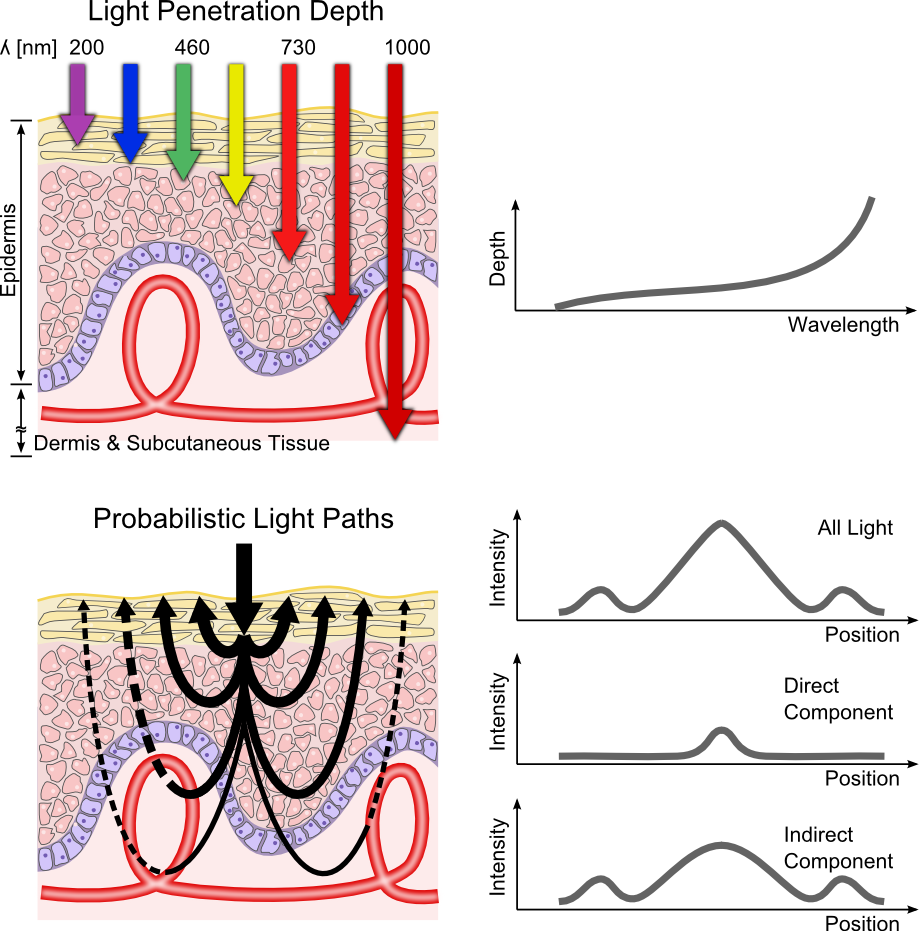 Light Penetration Depth
λ [nm] 200 460 730 1000
Epidermis
Dermis & Subcutaneous Tissue
Depth
Wavelength
Probabilistic Light Paths
Intensity
All Light
Position
Intensity
Direct
Component
Position
Intensity
Indirect
Component
Position